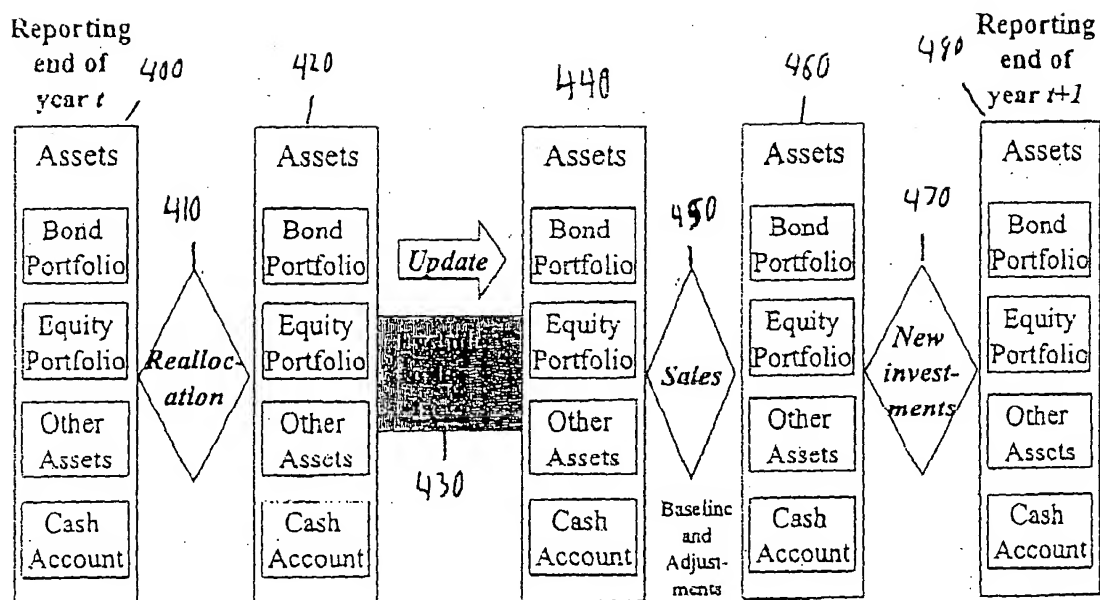 Reporting
end of
year t
400
420
440
460
480
Reporting
end of
year t+1
Assets
Bond
Portfolio
Equity
Portfolio
Other
Assets
Cash
Account
410
Realloc-
ation
Assets
Bond
Portfolio
Equity
Portfolio
Other
Assets
Cash
Account
Update
430
Assets
Bond
Portfolio
Equity
Portfolio
Other
Assets
Cash
Account
450
Sales
Baseline
and
Adjust-
ments
Assets
Bond
Portfolio
Equity
Portfolio
Other
Assets
Cash
Account
470
New
invest-
ments
Assets
Bond
Portfolio
Equity
Portfolio
Other
Assets
Cash
Account